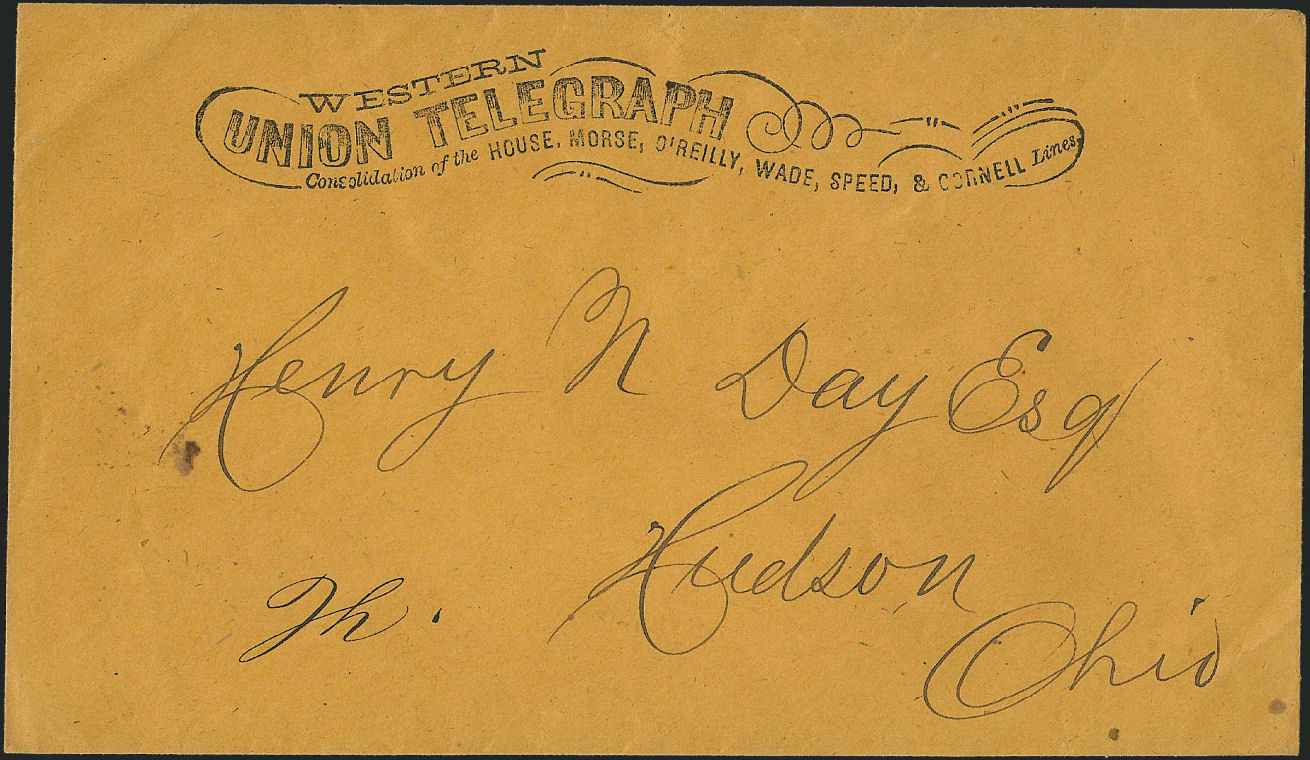 WESTERN
UNION TELEGRAPH
Consolidation of the HOUSE, MORSE, O'REILLY, WADE, SPEED, & CORNELL Lines.
Henry N Day Esq
Hudson
Ohio